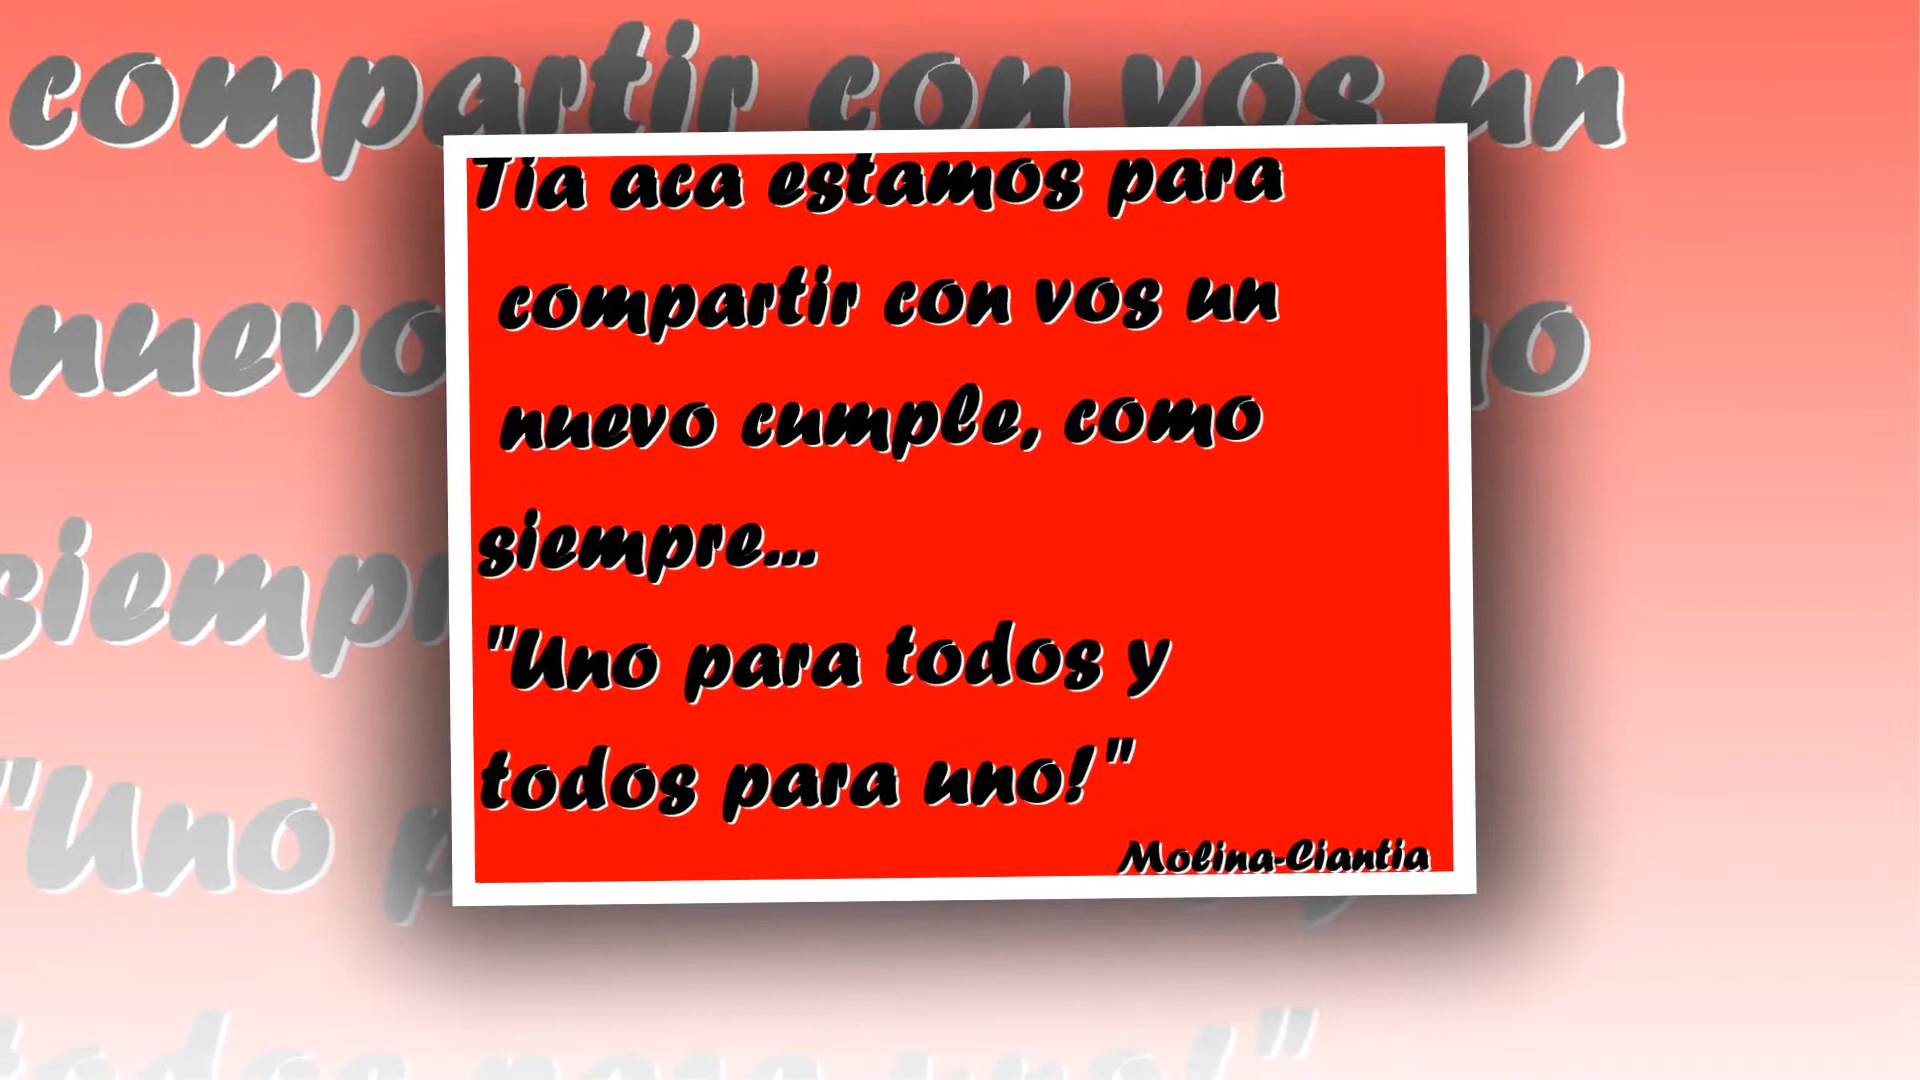 Tia aca estamos para
compartir con vos un
nuevo cumple, como
siempre...
"Uno para todos y
todos para uno!"
Molina-Ciantia